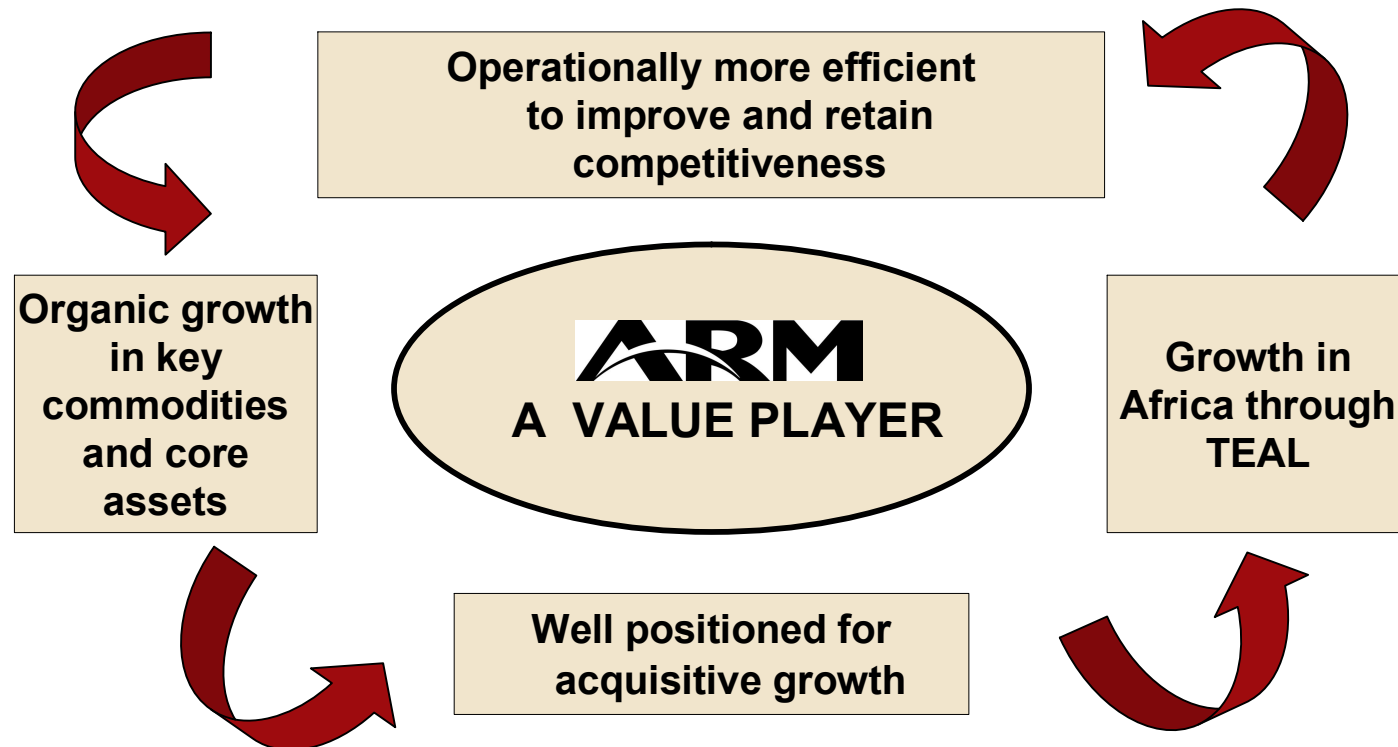 Operationally more efficient
to improve and retain
competitiveness
Organic growth
in key
commodities
and core
assets
ARM
A VALUE PLAYER
Growth in
Africa through
TEAL
Well positioned for
acquisitive growth